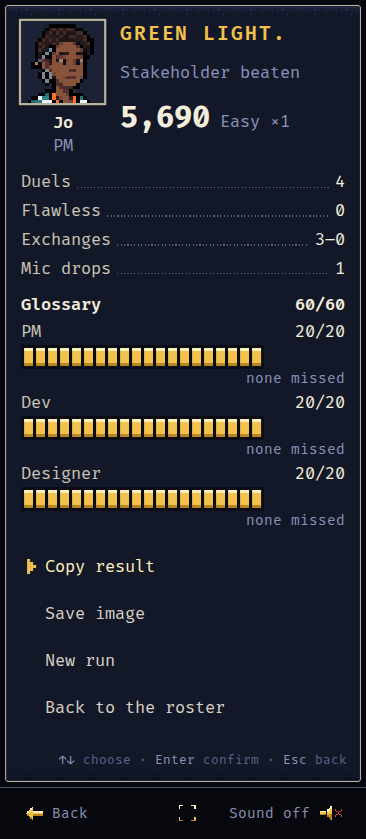 GREEN LIGHT.
Stakeholder beaten
5,690 Easy ×1
Jo
PM
Duels 4
Flawless 0
Exchanges 3–0
Mic drops 1
Glossary 60/60
PM 20/20
none missed
Dev 20/20
none missed
Designer 20/20
none missed
Copy result
Save image
New run
Back to the roster
↑↓ choose · Enter confirm · Esc back
Back Sound off